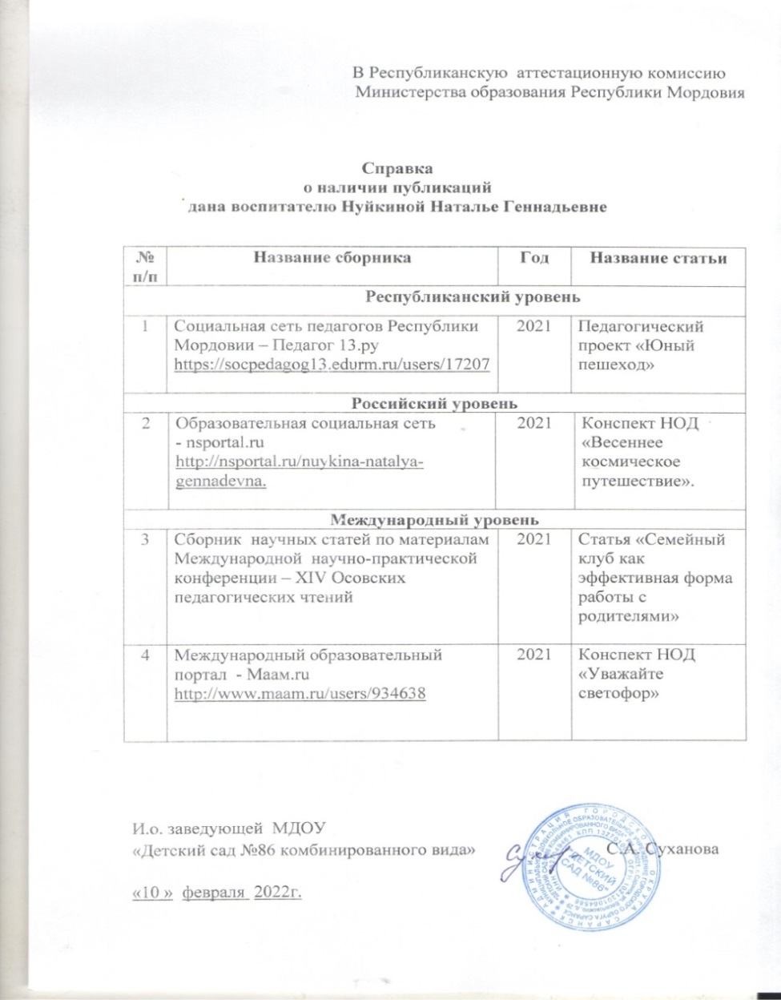 В Республиканскую аттестационную комиссию
Министерства образования Республики Мордовия
Справка
о наличии публикаций
дана воспитателю Нуйкиной Наталье Геннадьевне
№ п/п Название сборника Год Название статьи
Республиканский уровень
1 Социальная сеть педагогов Республики 2021 Педагогический
Мордовии – Педагог 13.ру проект «Юный
https://socpedagog13.edurm.ru/users/17207 пешеход»
Российский уровень
2 Образовательная социальная сеть 2021 Конспект НОД
- nsportal.ru «Весеннее
http://nsportal.ru/nuykina-natalya- космическое
gennadevna. путешествие».
Международный уровень
3 Сборник научных статей по материалам 2021 Статья «Семейный
Международной научно-практической клуб как
конференции – XIV Осовских эффективная форма
педагогических чтений работы с
родителями»
4 Международный образовательный 2021 Конспект НОД
портал - Маам.ru «Уважайте
http://www.maam.ru/users/934638 светофор»
И.о. заведующей МДОУ
«Детский сад №86 комбинированного вида» С.А. Суханова
«10 » февраля 2022г.
МДОУ
"ДЕТСКИЙ
САД №86"